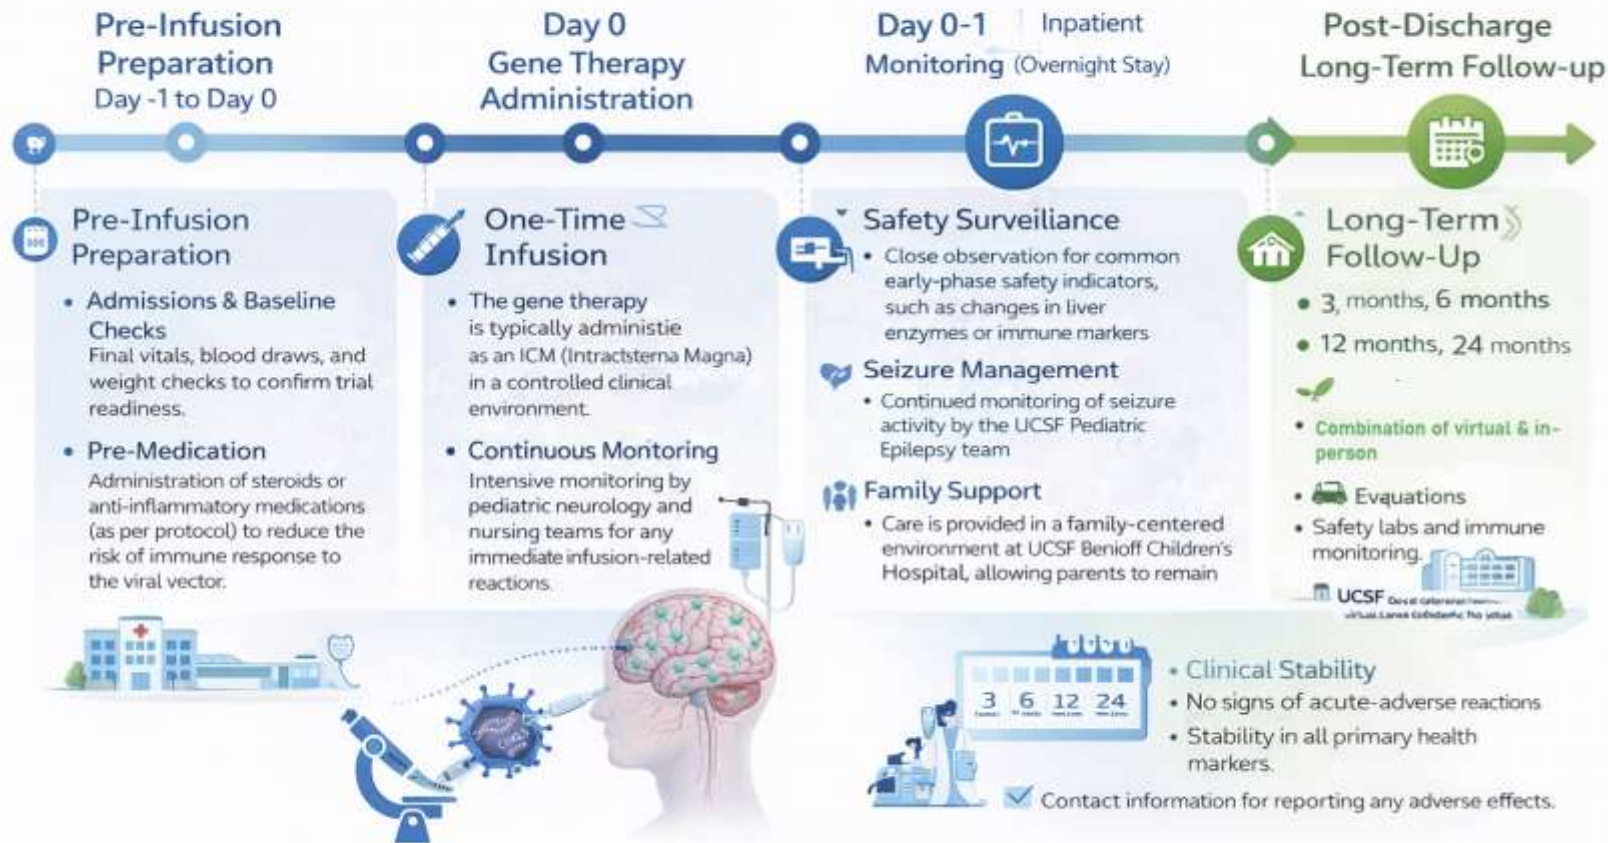 Pre-Infusion
Preparation
Day -1 to Day 0
Day 0
Gene Therapy
Administration
Day 0-1 Inpatient
Monitoring (Overnight Stay)
Post-Discharge
Long-Term Follow-up
Pre-Infusion
Preparation
• Admissions & Baseline
Checks
Final vitals, blood draws, and
weight checks to confirm trial
readiness.
• Pre-Medication
Administration of steroids or
anti-inflammatory medications
(as per protocol) to reduce the
risk of immune response to
the viral vector.
One-Time
Infusion
• The gene therapy
is typically administie
as an ICM (Intractsterna Magna)
in a controlled clinical
environment.
• Continuous Montoring
Intensive monitoring by
pediatric neurology and
nursing teams for any
immediate infusion-related
reactions.
Safety Surveiliance
• Close observation for common
early-phase safety indicators,
such as changes in liver
enzymes or immune markers
Seizure Management
• Continued monitoring of seizure
activity by the UCSF Pediatric
Epilepsy team
Family Support
• Care is provided in a family-centered
environment at UCSF Benioff Children's
Hospital, allowing parents to remain
Long-Term
Follow-Up
• 3, months, 6 months
• 12 months, 24 months
• Combination of virtual & in-
person
• Evquations
• Safety labs and immune
monitoring.
UCSF
3 6 12 24
• Clinical Stability
• No signs of acute-adverse reactions
• Stability in all primary health
markers.
Contact information for reporting any adverse effects.